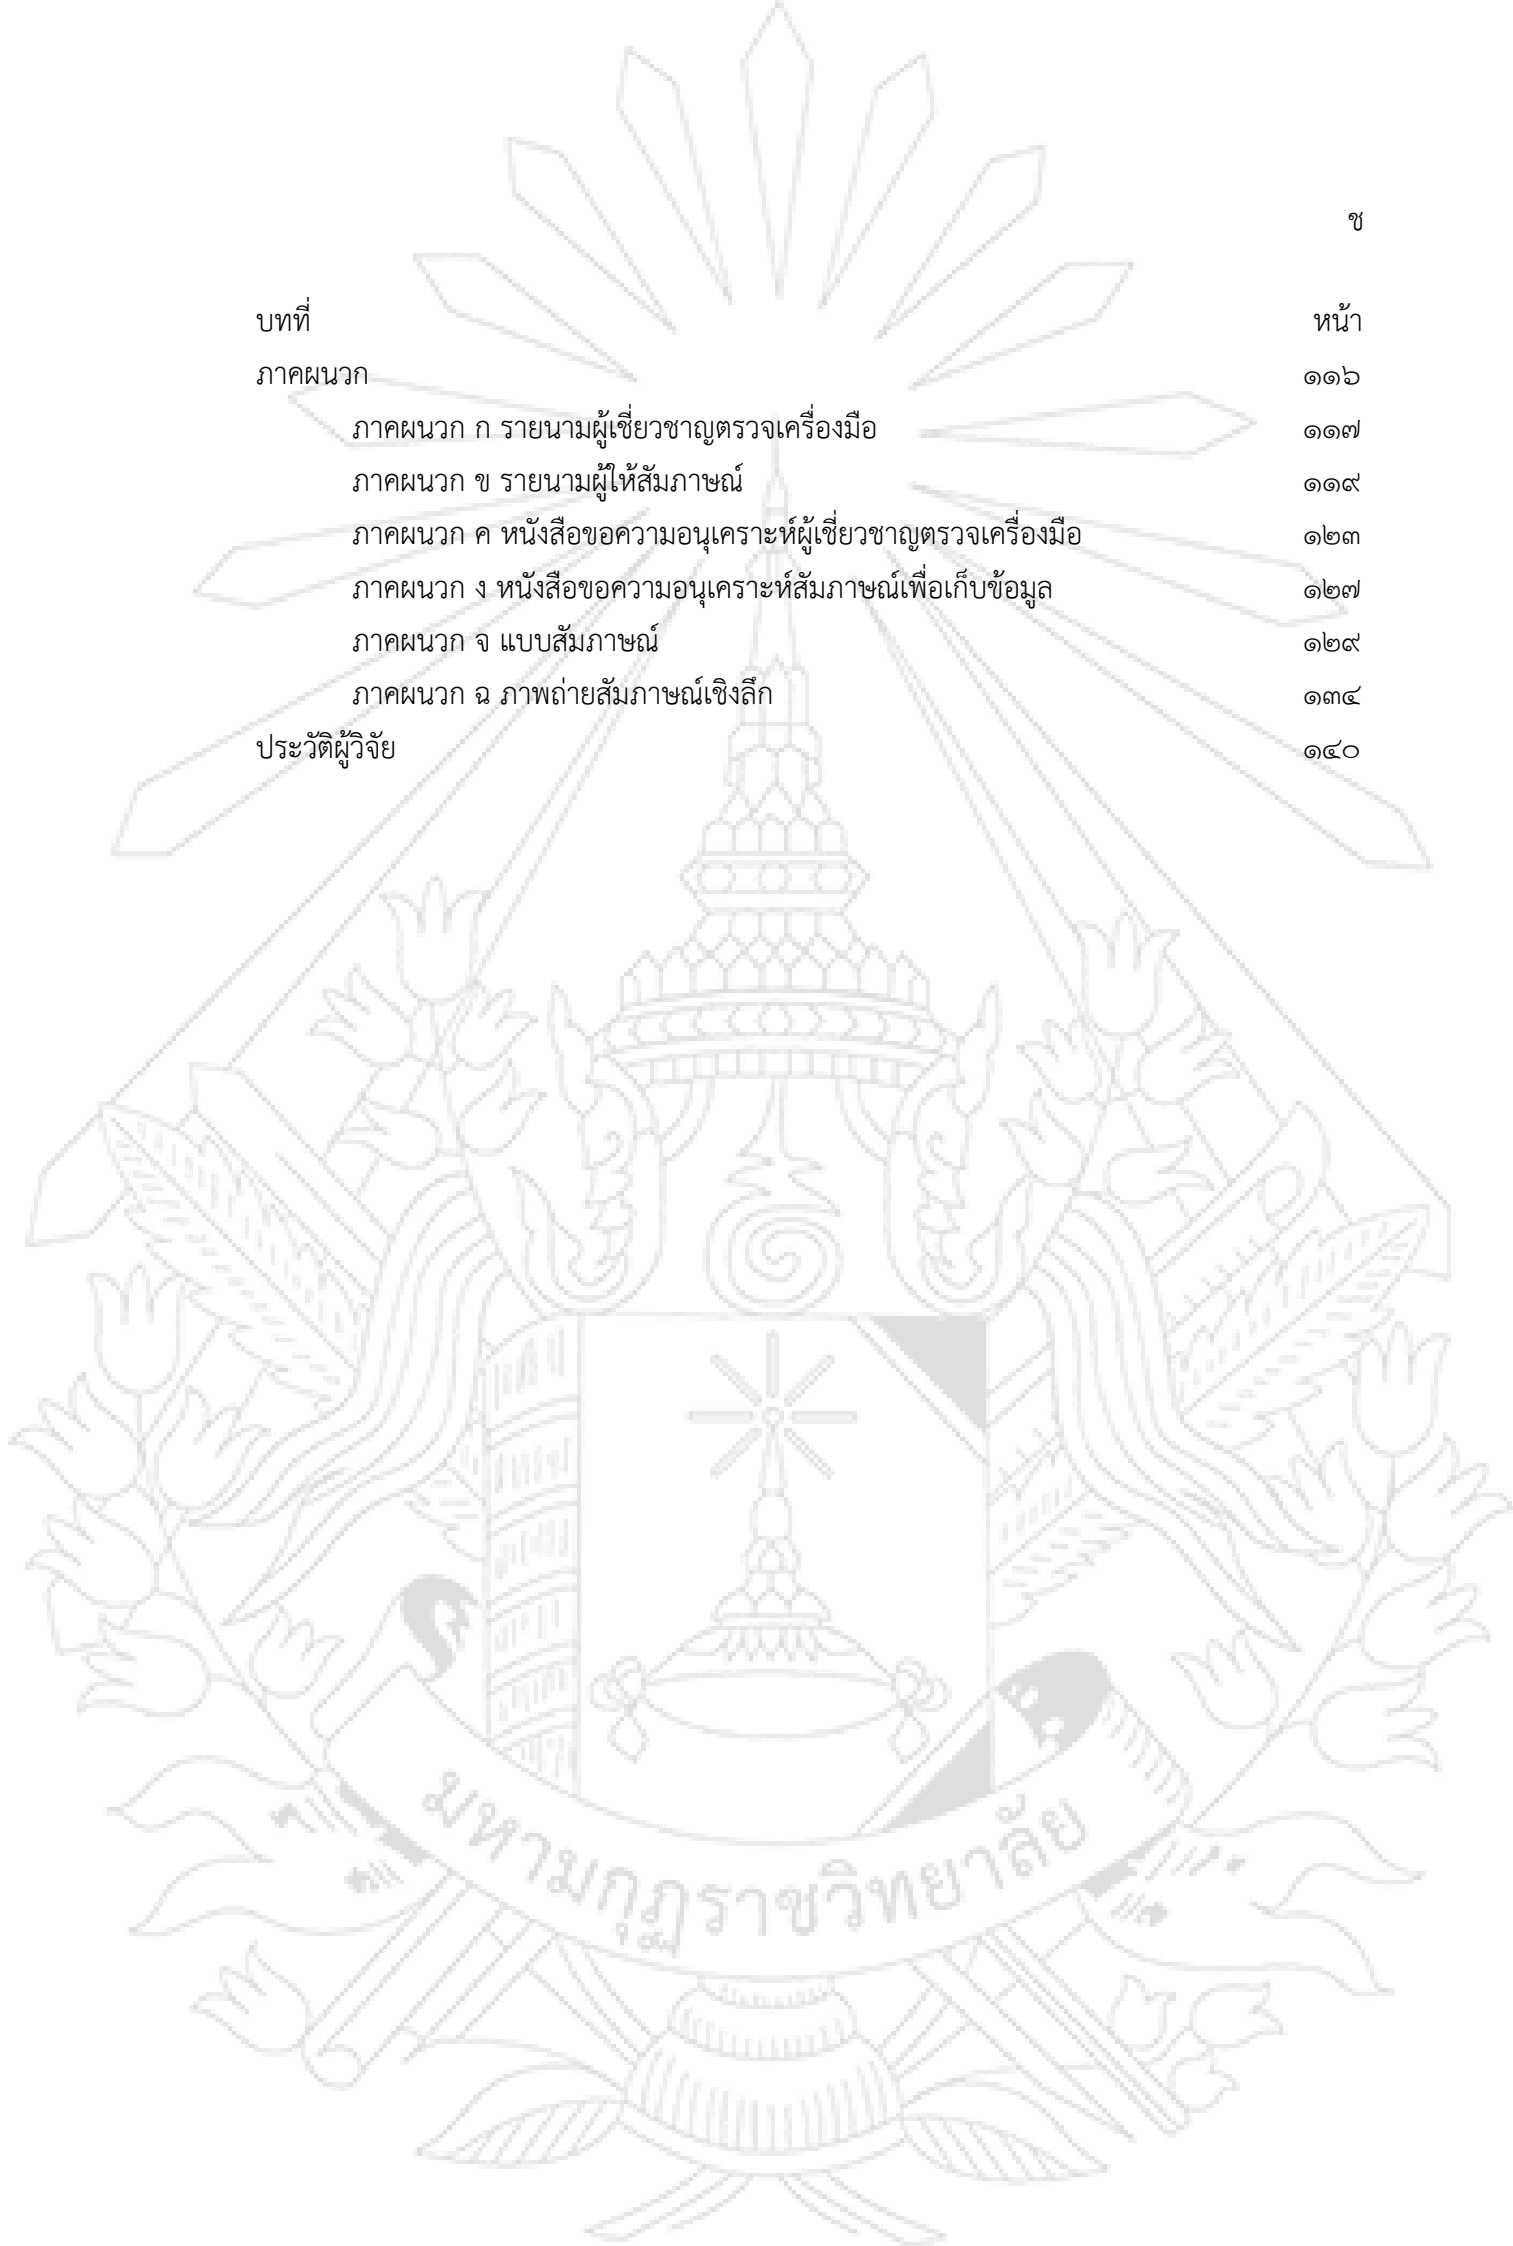 ช
บทที่ หน้า
ภาคผนวก ๑๑๖
ภาคผนวก ก รายนามผู้เชี่ยวชาญตรวจเครื่องมือ ๑๑๗
ภาคผนวก ข รายนามผู้ให้สัมภาษณ์ ๑๑๙
ภาคผนวก ค หนังสือขอความอนุเคราะห์ผู้เชี่ยวชาญตรวจเครื่องมือ ๑๒๓
ภาคผนวก ง หนังสือขอความอนุเคราะห์สัมภาษณ์เพื่อเก็บข้อมูล ๑๒๗
ภาคผนวก จ แบบสัมภาษณ์ ๑๒๙
ภาคผนวก ฉ ภาพถ่ายสัมภาษณ์เชิงลึก ๑๓๔
ประวัติผู้วิจัย ๑๔๐
มหามกุฏราชวิทยาลัย